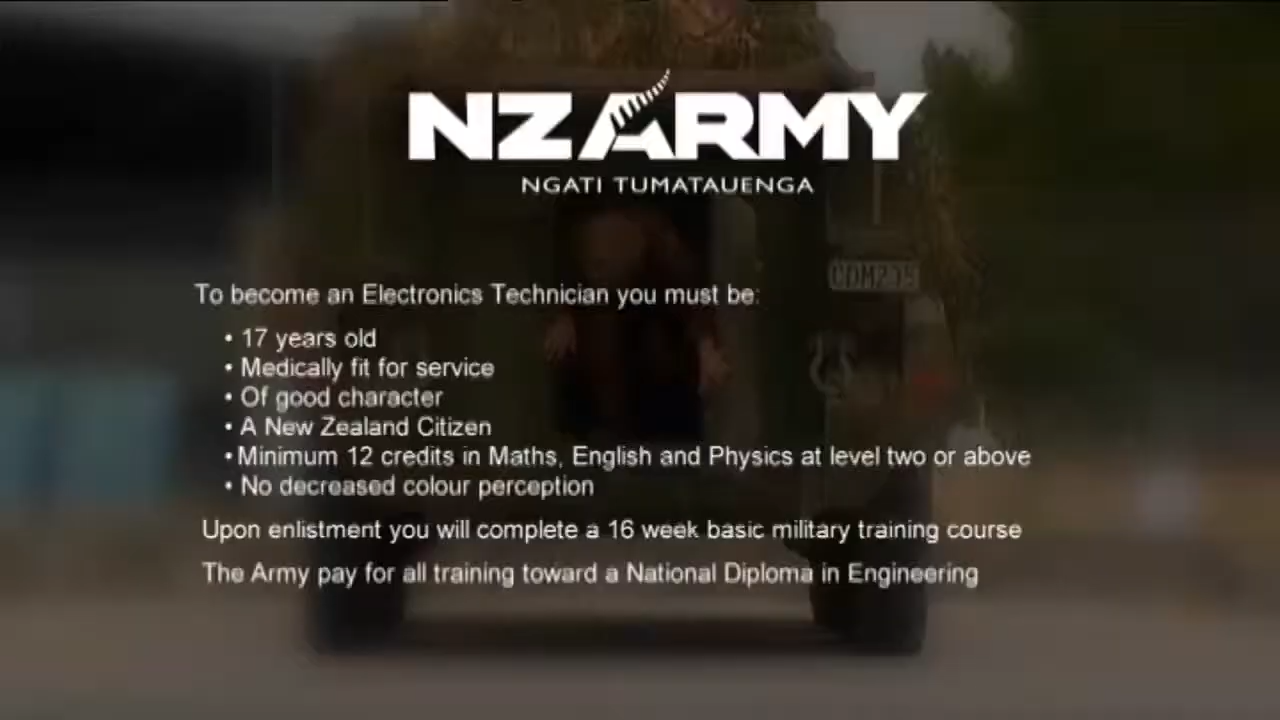 NZARMY
NGATI TUMATAUENGA
To become an Electronics Technician you must be:
• 17 years old
• Medically fit for service
• Of good character
• A New Zealand Citizen
• Minimum 12 credits in Maths, English and Physics at level two or above
• No decreased colour perception
Upon enlistment you will complete a 16 week basic military training course
The Army pay for all training toward a National Diploma in Engineering